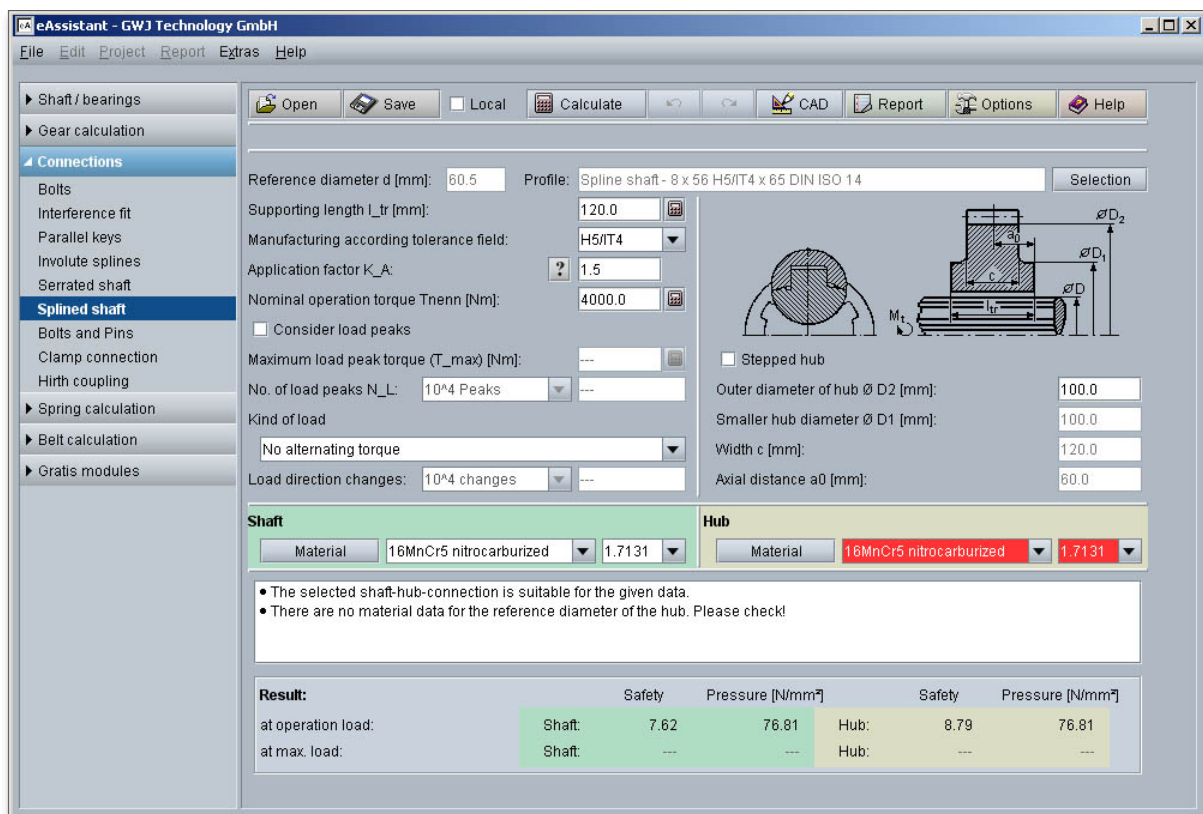 eA eAssistant - GWJ Technology GmbH
File Edit Project Report Extras Help
Shaft / bearings
Gear calculation
Connections
Bolts
Interference fit
Parallel keys
Involute splines
Serrated shaft
Splined shaft
Bolts and Pins
Clamp connection
Hirth coupling
Spring calculation
Belt calculation
Gratis modules
Open Save Local Calculate CAD Report Options Help
Reference diameter d [mm]: 60.5 Profile: Spline shaft - 8 x 56 H5/IT4 x 65 DIN ISO 14 Selection
Supporting length l_tr [mm]: 120.0
Manufacturing according tolerance field: H5/IT4
Application factor K_A: ? 1.5
Nominal operation torque Tnenn [Nm]: 4000.0
Consider load peaks
Maximum load peak torque (T_max) [Nm]: ---
No. of load peaks N_L: 10^4 Peaks ---
Kind of load
No alternating torque
Load direction changes: 10^4 changes ---
ØD2
a0
ØD1
c
ØD
ltr
Mt
Stepped hub
Outer diameter of hub Ø D2 [mm]: 100.0
Smaller hub diameter Ø D1 [mm]: 100.0
Width c [mm]: 120.0
Axial distance a0 [mm]: 60.0
Shaft
Material 16MnCr5 nitrocarburized 1.7131
Hub
Material 16MnCr5 nitrocarburized 1.7131
● The selected shaft-hub-connection is suitable for the given data.
● There are no material data for the reference diameter of the hub. Please check!
Result: Safety Pressure [N/mm²] Safety Pressure [N/mm²]
at operation load: Shaft: 7.62 76.81 Hub: 8.79 76.81
at max. load: Shaft: --- --- Hub: --- ---